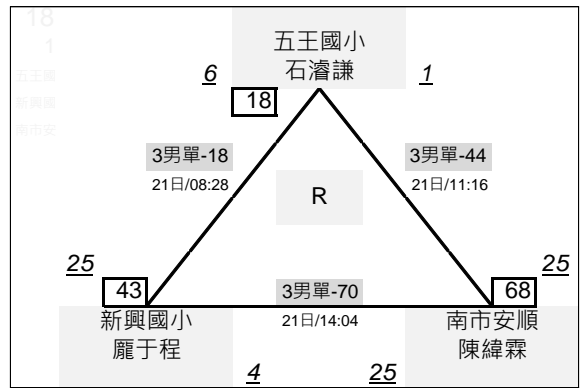 18
1
五王國
新興國
南市安
五王國小
石濬謙
6
1
18
3男單-18
21日/08:28
3男單-44
21日/11:16
R
25
25
43
3男單-70
68
新興國小
龎于程
21日/14:04
南市安順
陳緯霖
4
25